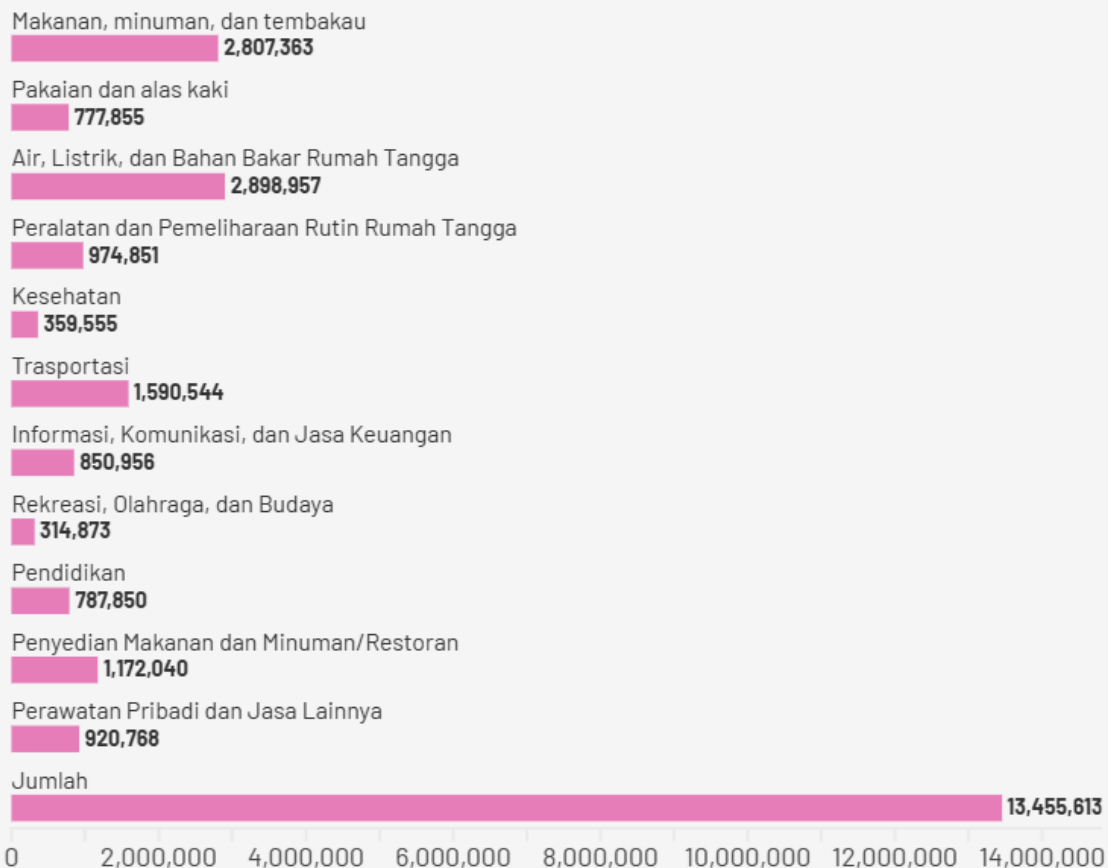 Makanan, minuman, dan tembakau
2,807,363
Pakaian dan alas kaki
777,855
Air, Listrik, dan Bahan Bakar Rumah Tangga
2,898,957
Peralatan dan Pemeliharaan Rutin Rumah Tangga
974,851
Kesehatan
359,555
Trasportasi
1,590,544
Informasi, Komunikasi, dan Jasa Keuangan
850,956
Rekreasi, Olahraga, dan Budaya
314,873
Pendidikan
787,850
Penyedian Makanan dan Minuman/Restoran
1,172,040
Perawatan Pribadi dan Jasa Lainnya
920,768
Jumlah
13,455,613
0 2,000,000 4,000,000 6,000,000 8,000,000 10,000,000 12,000,000 14,000,000